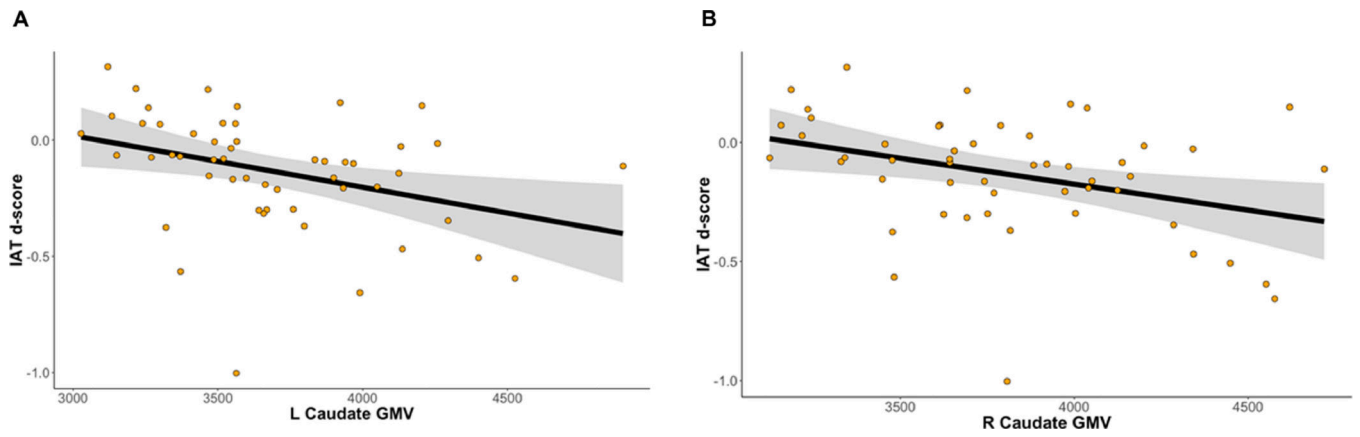 A
IAT d-score
0.0
-0.5
-1.0
3000 3500 4000 4500
L Caudate GMV
B
IAT d-score
0.0
-0.5
-1.0
3500 4000 4500
R Caudate GMV